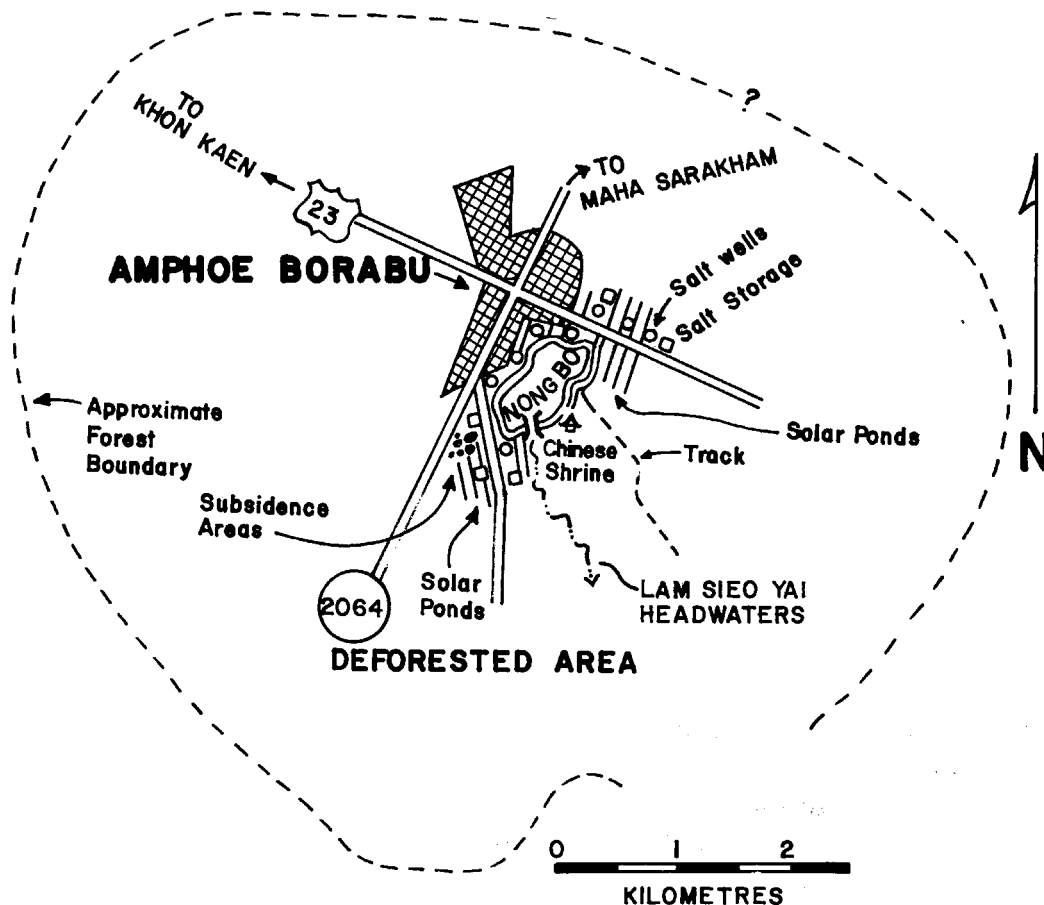 ?
TO
KHON KAEN
23
TO
MAHA SARAKHAM
AMPHOE BORABU
Salt wells
Salt Storage
NONG BO
Approximate
Forest
Boundary
Chinese
Shrine
Track
Solar Ponds
N
Subsidence
Areas
Solar
Ponds
LAM SIEO YAI
HEADWATERS
2064
DEFORESTED AREA
0 1 2
KILOMETRES